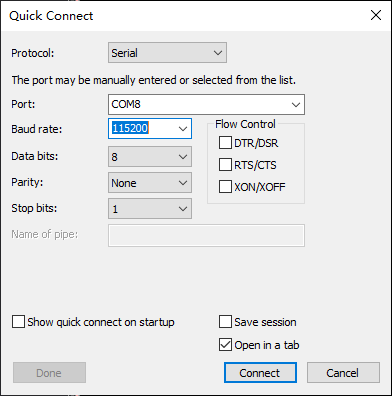 Quick Connect
Protocol: Serial
The port may be manually entered or selected from the list.
Port: COM8
Baud rate: 115200
Flow Control
DTR/DSR
Data bits: 8
RTS/CTS
Parity: None
XON/XOFF
Stop bits: 1
Name of pipe:
Show quick connect on startup
Save session
Open in a tab
Done
Connect
Cancel